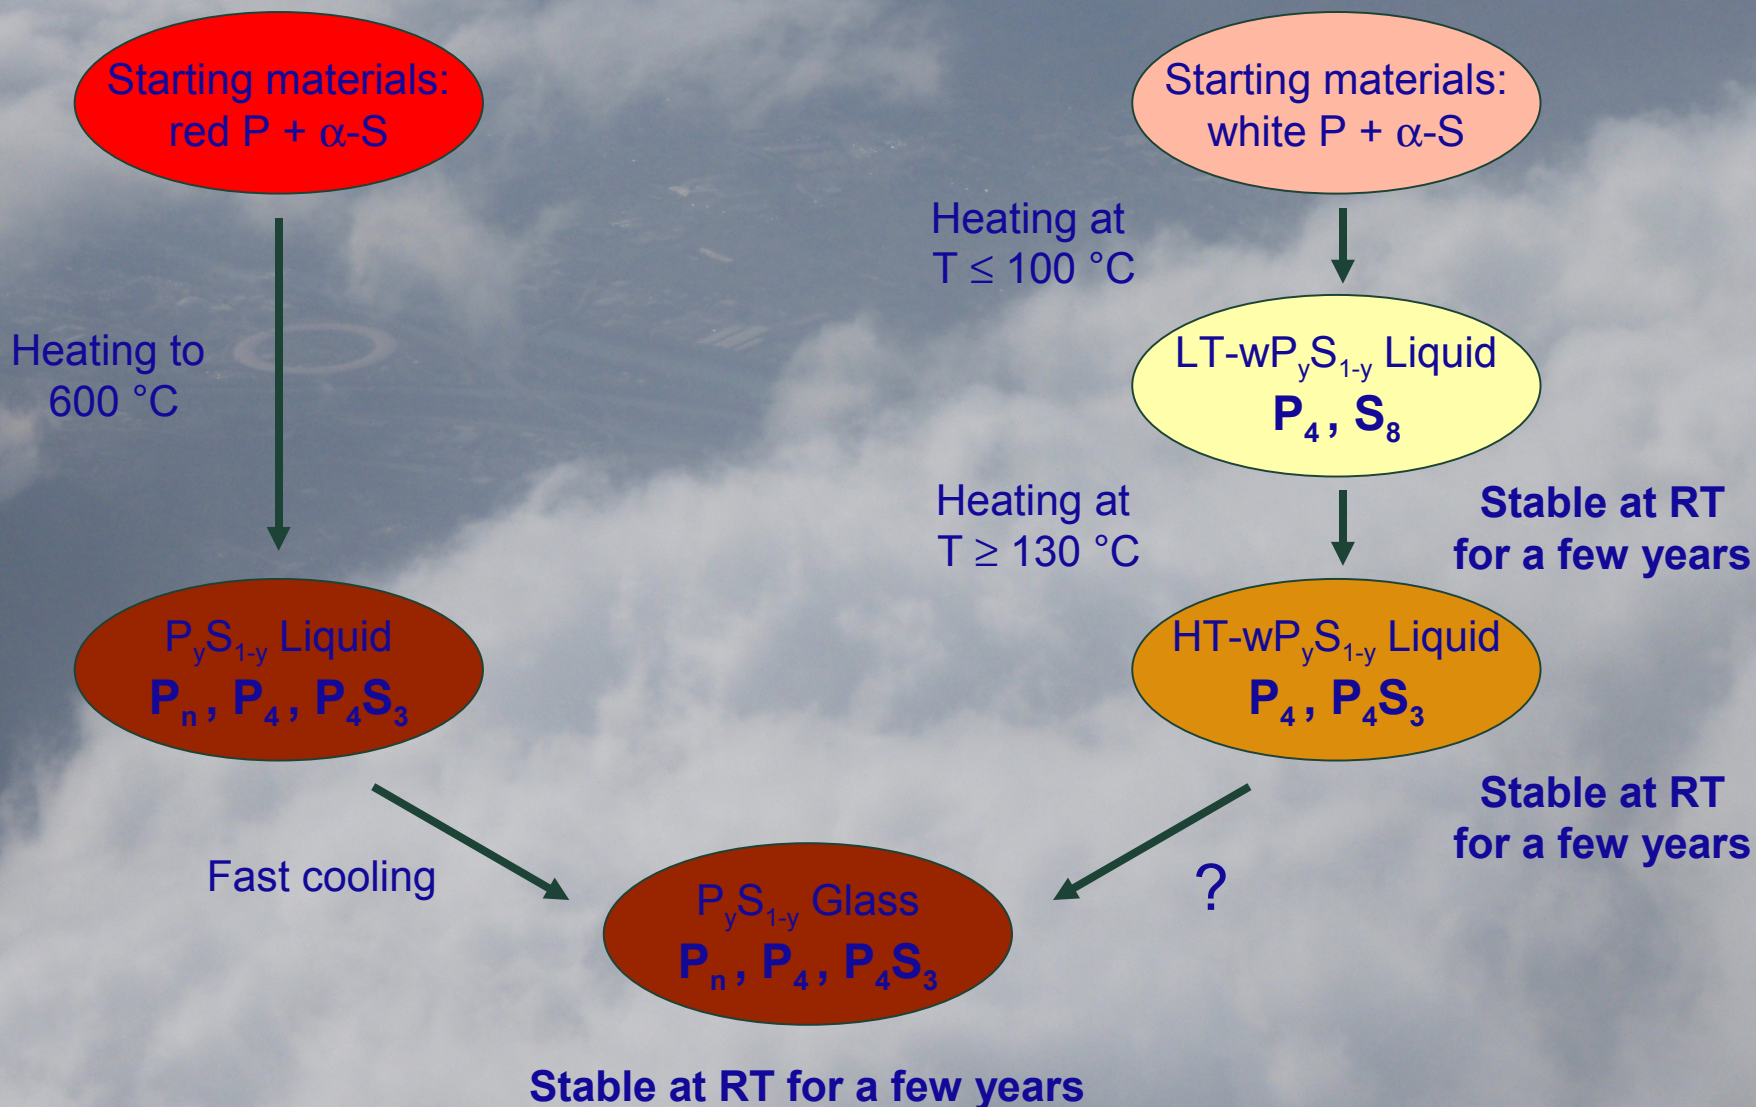 Starting materials:
red P + α-S
Heating to
600 °C
PyS1-y Liquid
Pn , P4 , P4S3
Fast cooling
Starting materials:
white P + α-S
Heating at
T ≤ 100 °C
LT-wPyS1-y Liquid
P4 , S8
Stable at RT
for a few years
Heating at
T ≥ 130 °C
HT-wPyS1-y Liquid
P4 , P4S3
Stable at RT
for a few years
?
PyS1-y Glass
Pn , P4 , P4S3
Stable at RT for a few years